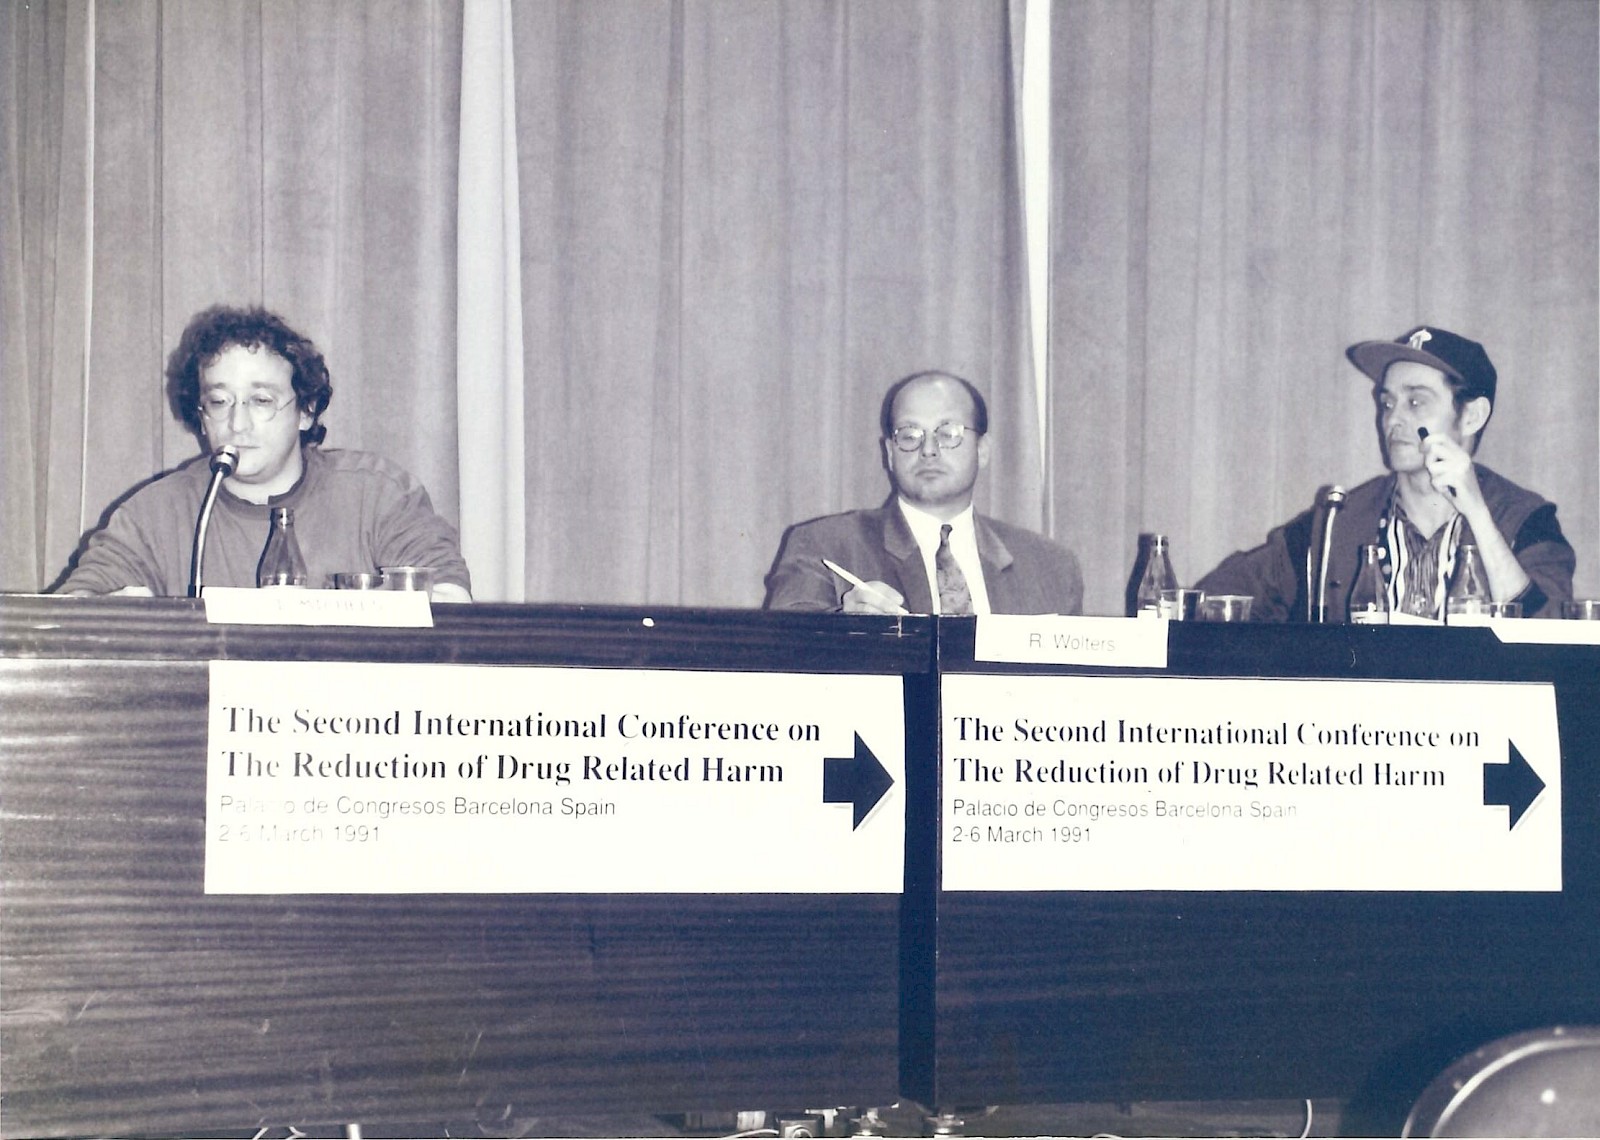 R. Wolters
The Second International Conference on
The Reduction of Drug Related Harm
Palacio de Congresos Barcelona Spain
2-6 March 1991
The Second International Conference on
The Reduction of Drug Related Harm
Palacio de Congresos Barcelona Spain
2-6 March 1991